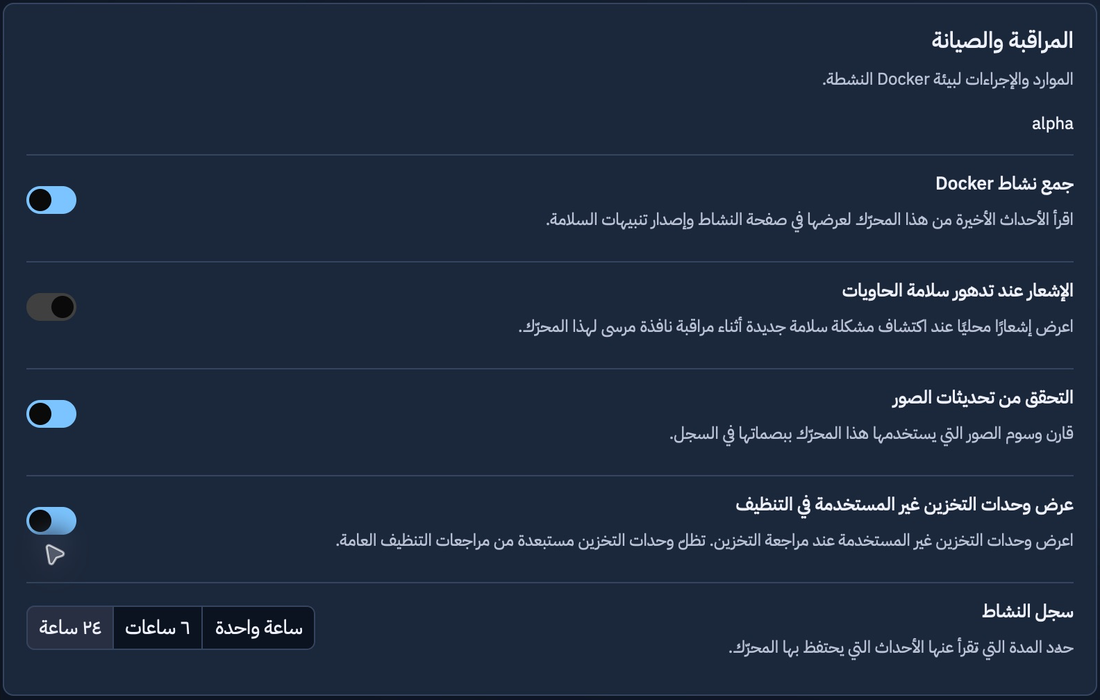 المراقبة والصيانة
الموارد والإجراءات لبيئة Docker النشطة.
alpha
جمع نشاط Docker
اقرأ الأحداث الأخيرة من هذا المحرّك لعرضها في صفحة النشاط وإصدار تنبيهات السلامة.
الإشعار عند تدهور سلامة الحاويات
اعرض إشعارًا محليًا عند اكتشاف مشكلة سلامة جديدة أثناء مراقبة نافذة مرسى لهذا المحرّك.
التحقق من تحديثات الصور
قارن وسوم الصور التي يستخدمها هذا المحرّك ببصماتها في السجل.
عرض وحدات التخزين غير المستخدمة في التنظيف
اعرض وحدات التخزين غير المستخدمة عند مراجعة التخزين. تظل وحدات التخزين مستبعدة من مراجعات التنظيف العامة.
سجل النشاط
حدد المدة التي تقرأ عنها الأحداث التي يحتفظ بها المحرّك.
ساعة واحدة
٦ ساعات
٢٤ ساعة